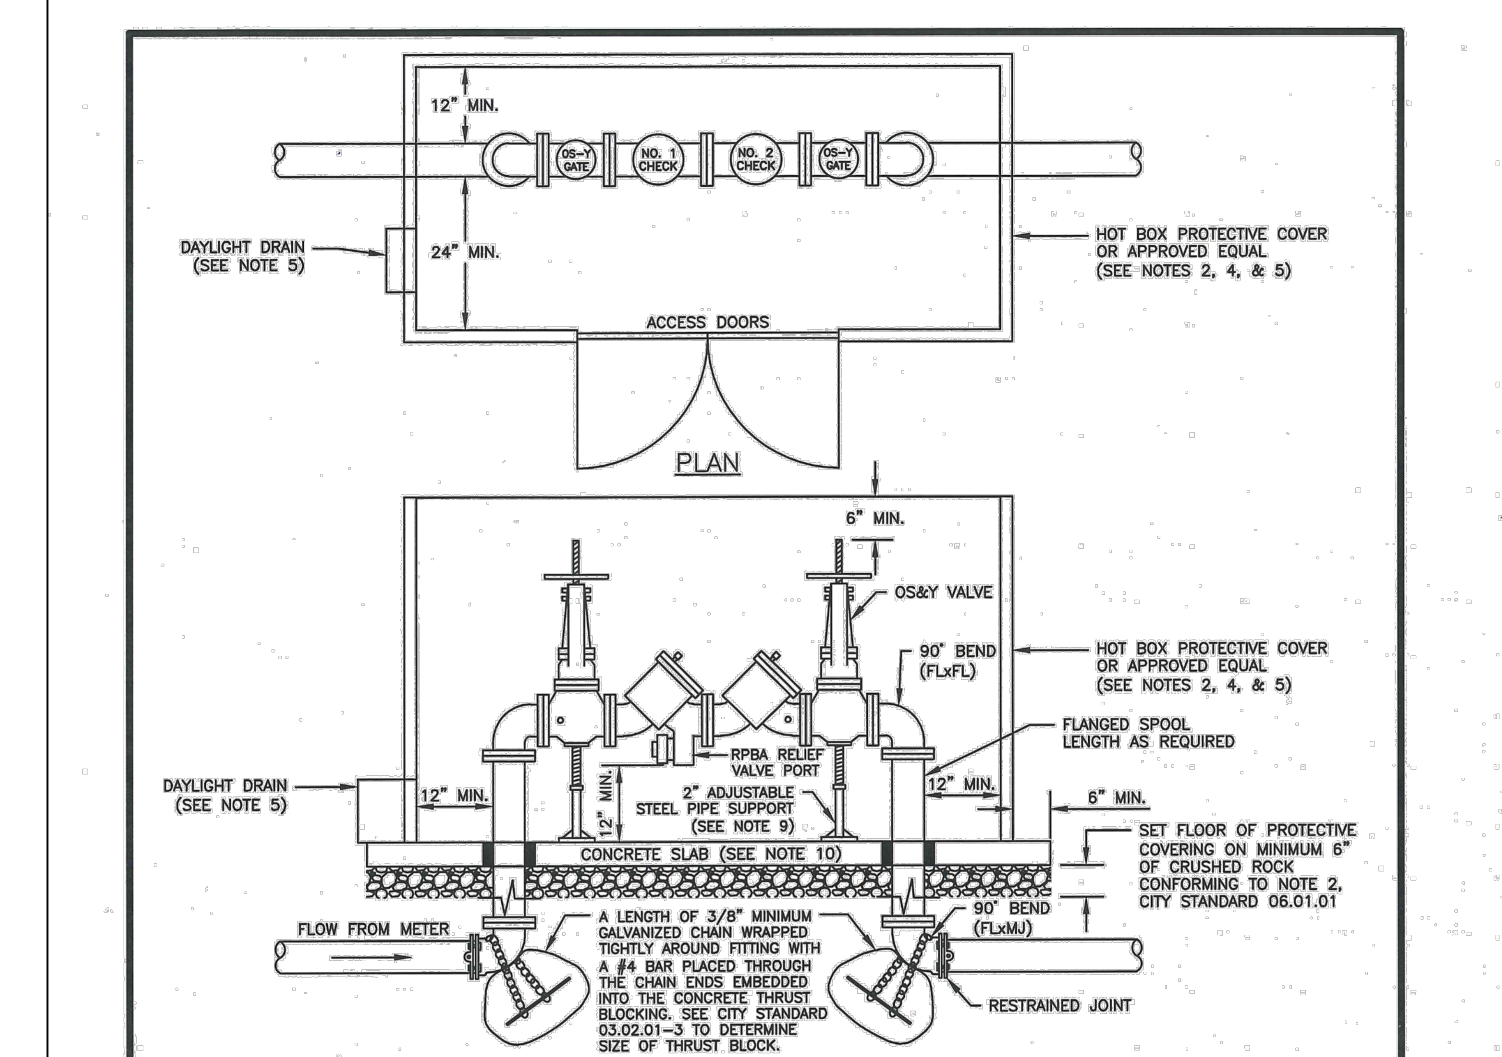 12" MIN.
OS-Y
GATE
NO. 1
CHECK
NO. 2
CHECK
OS-Y
GATE
DAYLIGHT DRAIN
(SEE NOTE 5)
24" MIN.
HOT BOX PROTECTIVE COVER
OR APPROVED EQUAL
(SEE NOTES 2, 4, & 5)
ACCESS DOORS
PLAN
6" MIN.
OS&Y VALVE
90° BEND
(FLxFL)
HOT BOX PROTECTIVE COVER
OR APPROVED EQUAL
(SEE NOTES 2, 4, & 5)
FLANGED SPOOL
LENGTH AS REQUIRED
RPBA RELIEF
VALVE PORT
DAYLIGHT DRAIN
(SEE NOTE 5)
12" MIN.
12" MIN.
2" ADJUSTABLE
STEEL PIPE SUPPORT
(SEE NOTE 9)
12" MIN.
6" MIN.
SET FLOOR OF PROTECTIVE
COVERING ON MINIMUM 6"
OF CRUSHED ROCK
CONFORMING TO NOTE 2,
CITY STANDARD 06.01.01
CONCRETE SLAB (SEE NOTE 10)
90° BEND
(FLxMJ)
FLOW FROM METER
A LENGTH OF 3/8" MINIMUM
GALVANIZED CHAIN WRAPPED
TIGHTLY AROUND FITTING WITH
A #4 BAR PLACED THROUGH
THE CHAIN ENDS EMBEDDED
INTO THE CONCRETE THRUST
BLOCKING. SEE CITY STANDARD
03.02.01-3 TO DETERMINE
SIZE OF THRUST BLOCK.
RESTRAINED JOINT